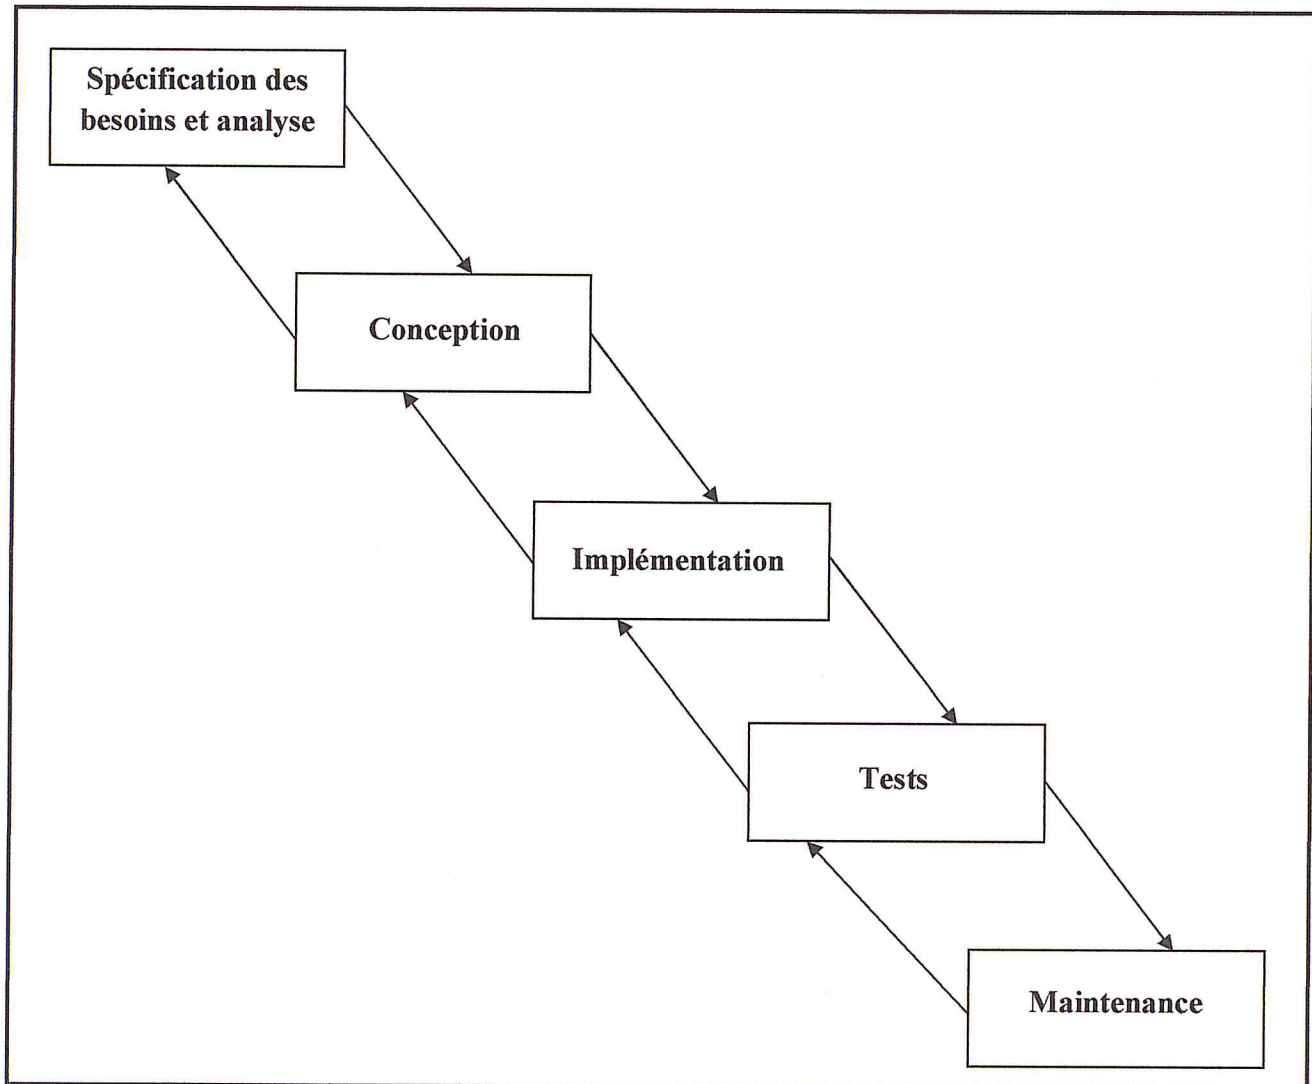 Spécification des
besoins et analyse
Conception
Implémentation
Tests
Maintenance